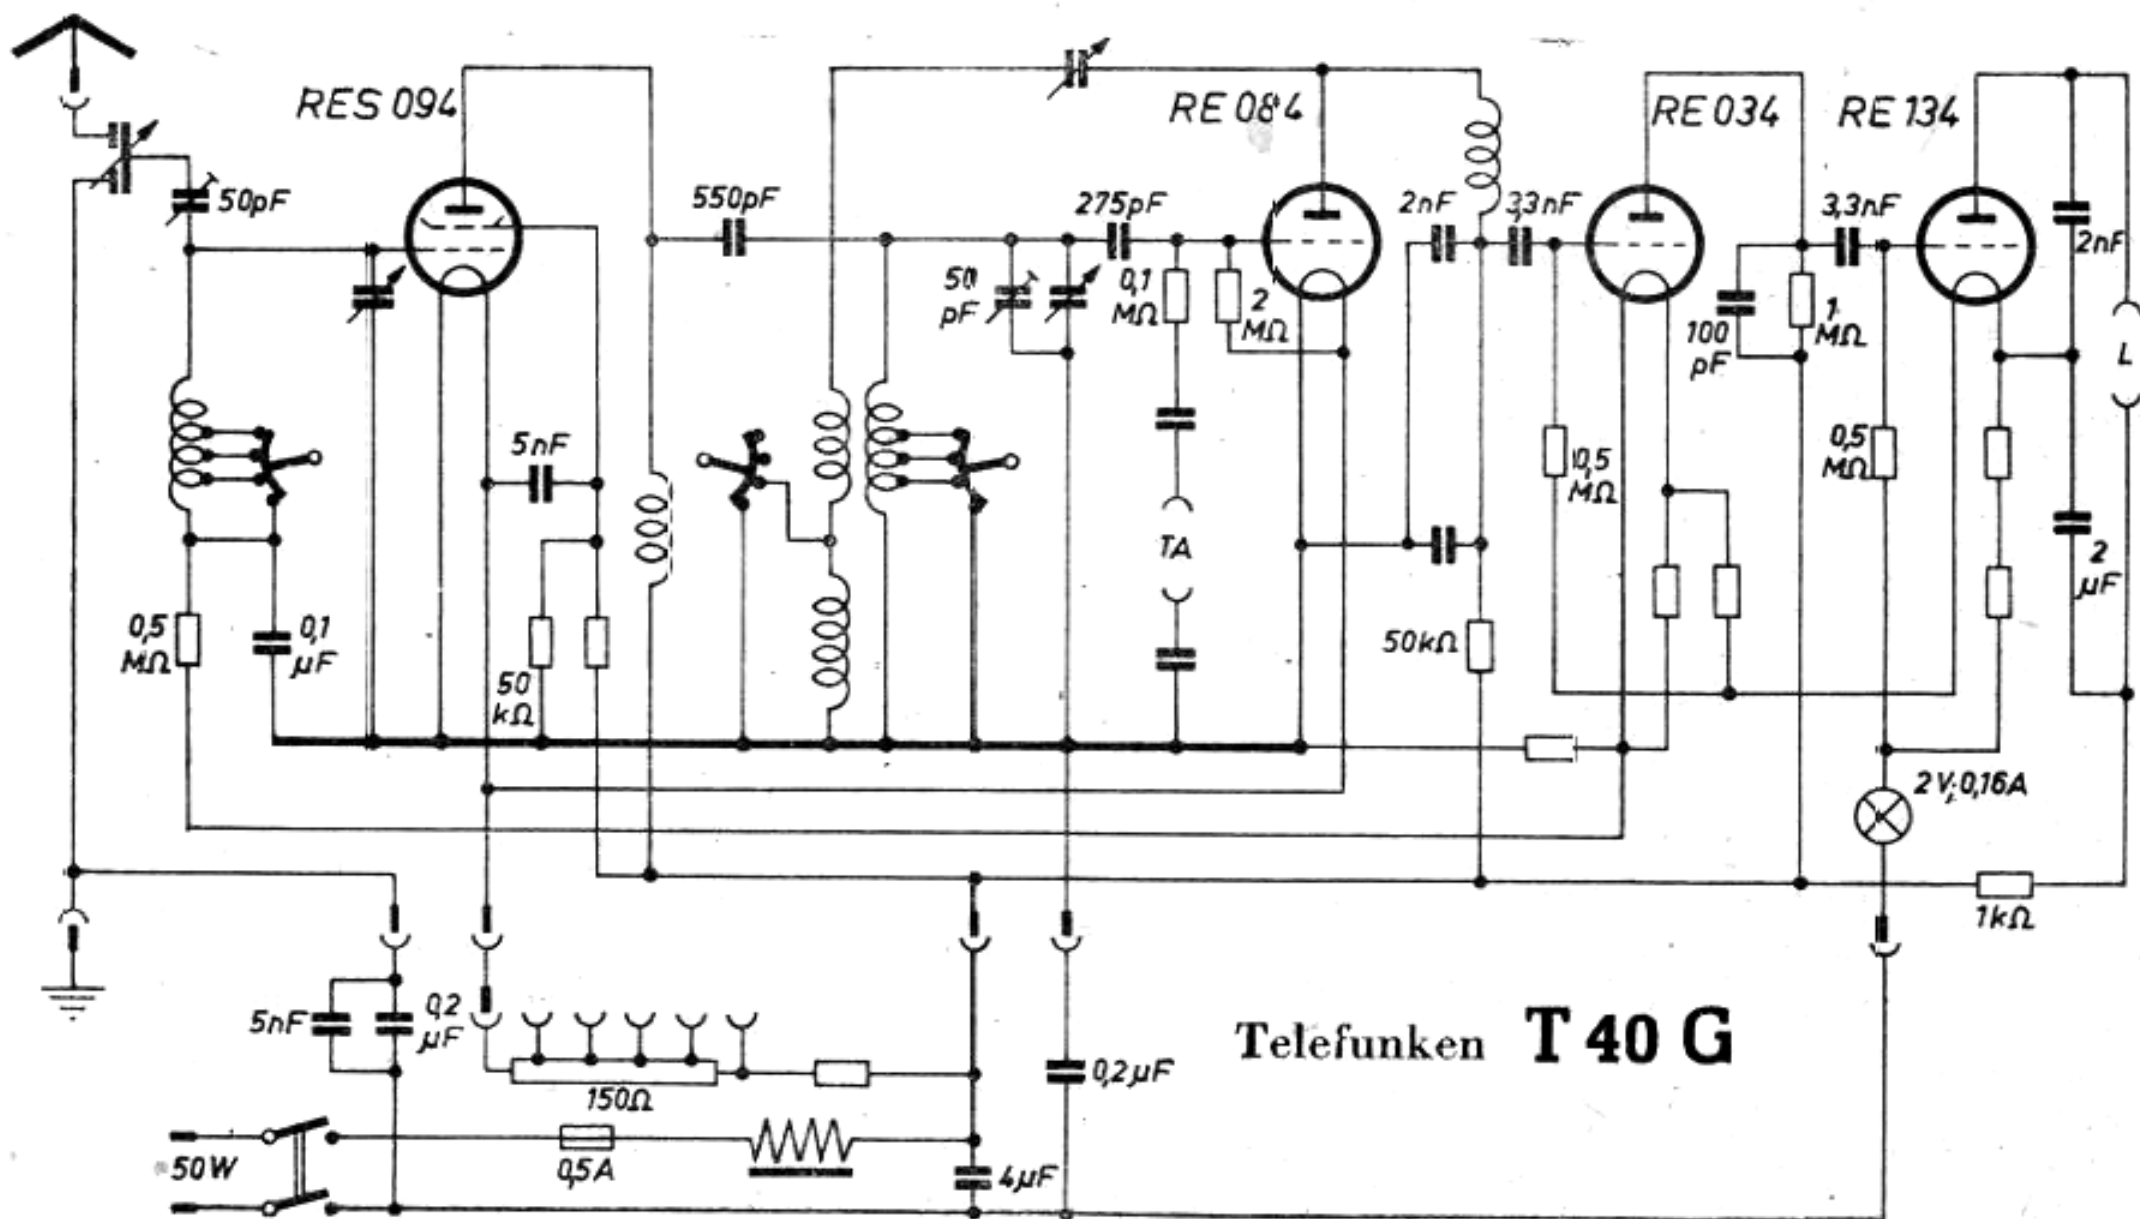 RES 094
RE 084
RE 034
RE 134
50pF
550pF
275pF
2nF
3,3nF
3,3nF
2nF
50
pF
0,1
MΩ
2
MΩ
100
pF
1
MΩ
L
5nF
0,5
MΩ
0,5
MΩ
TA
2
µF
0,5
MΩ
0,1
µF
50
kΩ
50kΩ
2V; 0,16A
1kΩ
5nF
0,2
µF
150Ω
0,2µF
Telefunken T 40 G
50W
0,5A
4µF